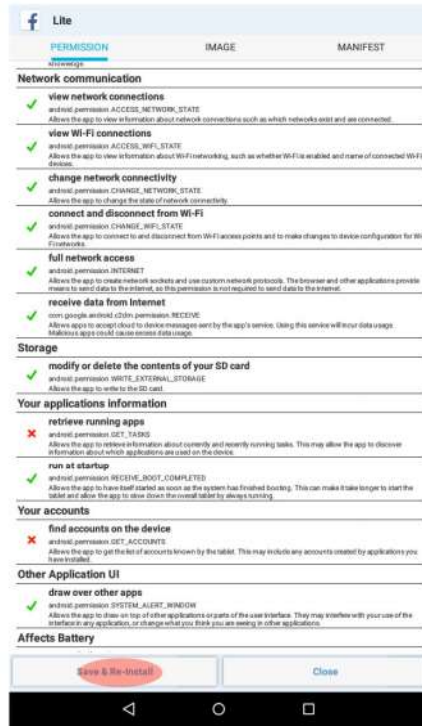 Lite
PERMISSION IMAGE MANIFEST
knowledge.
Network communication
view network connections
android.permission.ACCESS_NETWORK_STATE
Allows the app to view information about network connections such as which networks exist and are connected.
view Wi-Fi connections
android.permission.ACCESS_WIFI_STATE
Allows the app to view information about Wi-Fi networking, such as whether Wi-Fi is enabled and name of connected Wi-Fi
devices.
change network connectivity
android.permission.CHANGE_NETWORK_STATE
Allows the app to change the state of network connectivity.
connect and disconnect from Wi-Fi
android.permission.CHANGE_WIFI_STATE
Allows the app to connect to and disconnect from Wi-Fi access points and to make changes to device configuration for Wi-
Fi networks.
full network access
android.permission.INTERNET
Allows the app to create network sockets and use custom network protocols. The browser and other applications provide
means to send data to the internet, so this permission is not required to send data to the internet.
receive data from Internet
com.google.android.c2dm.permission.RECEIVE
Allows apps to accept cloud to device messages sent by the app's service. Using this service will incur data usage.
Malicious apps could cause excess data usage.
Storage
modify or delete the contents of your SD card
android.permission.WRITE_EXTERNAL_STORAGE
Allows the app to write to the SD card.
Your applications information
retrieve running apps
android.permission.GET_TASKS
Allows the app to retrieve information about currently and recently running tasks. This may allow the app to discover
information about which applications are used on the device.
run at startup
android.permission.RECEIVE_BOOT_COMPLETED
Allows the app to have itself started as soon as the system has finished booting. This can make it take longer to start the
tablet and allow the app to slow down the overall tablet by always running.
Your accounts
find accounts on the device
android.permission.GET_ACCOUNTS
Allows the app to get the list of accounts known by the tablet. This may include any accounts created by applications you
have installed.
Other Application UI
draw over other apps
android.permission.SYSTEM_ALERT_WINDOW
Allows the app to draw on top of other applications or parts of the user interface. They may interfere with your use of the
interface in any application, or change what you think you are seeing in other applications.
Affects Battery
Save & Re-Install Close